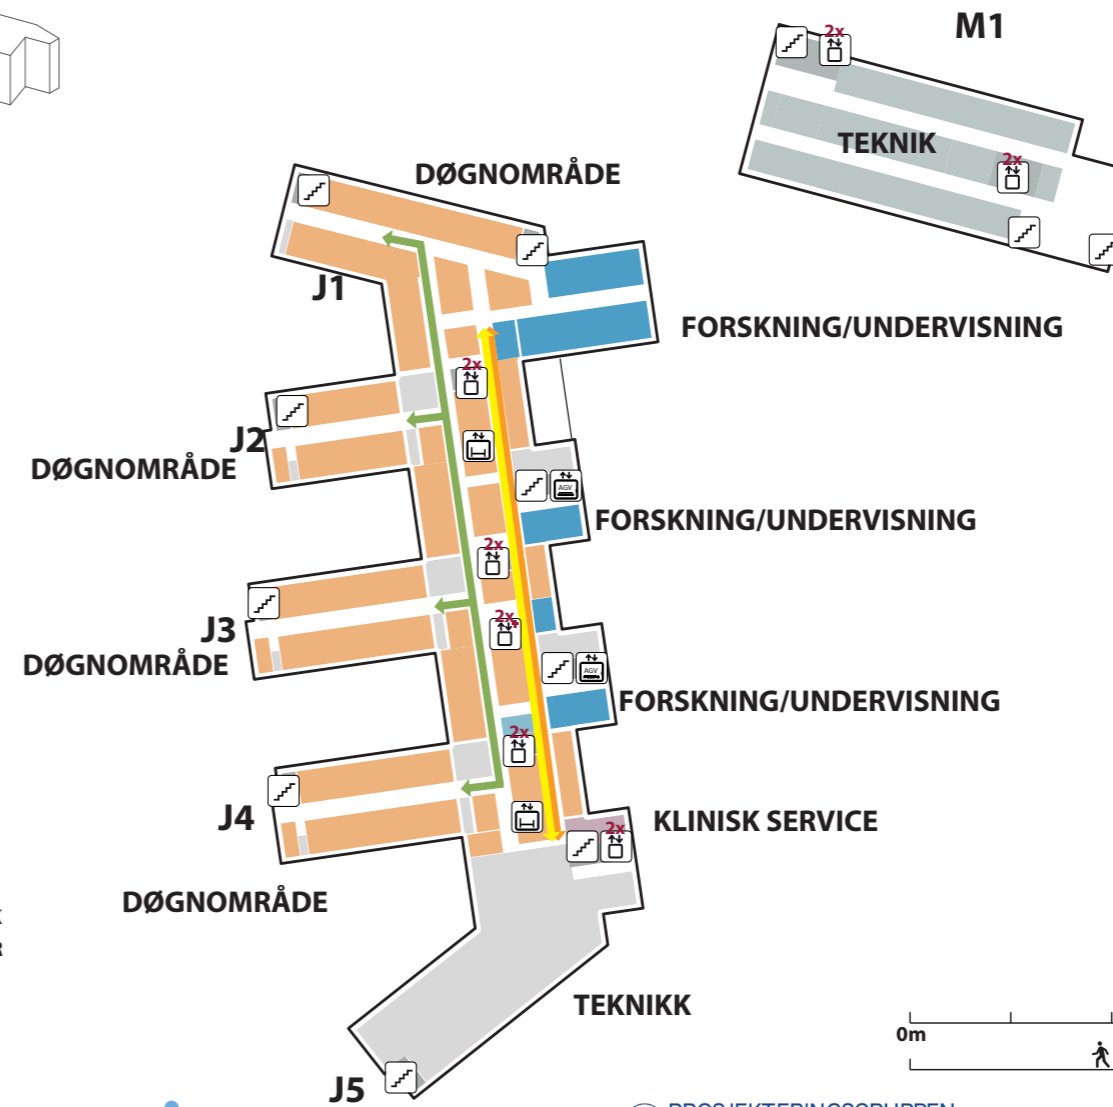 M1
2x
TEKNIK
2x
DØGNOMRÅDE
J1
FORSKNING/UNDERVISNING
2x
J2
DØGNOMRÅDE
AGV
FORSKNING/UNDERVISNING
2x
J3
DØGNOMRÅDE
2x
AGV
FORSKNING/UNDERVISNING
2x
J4
KLINISK SERVICE
2x
DØGNOMRÅDE
TEKNIKK
0m
J5